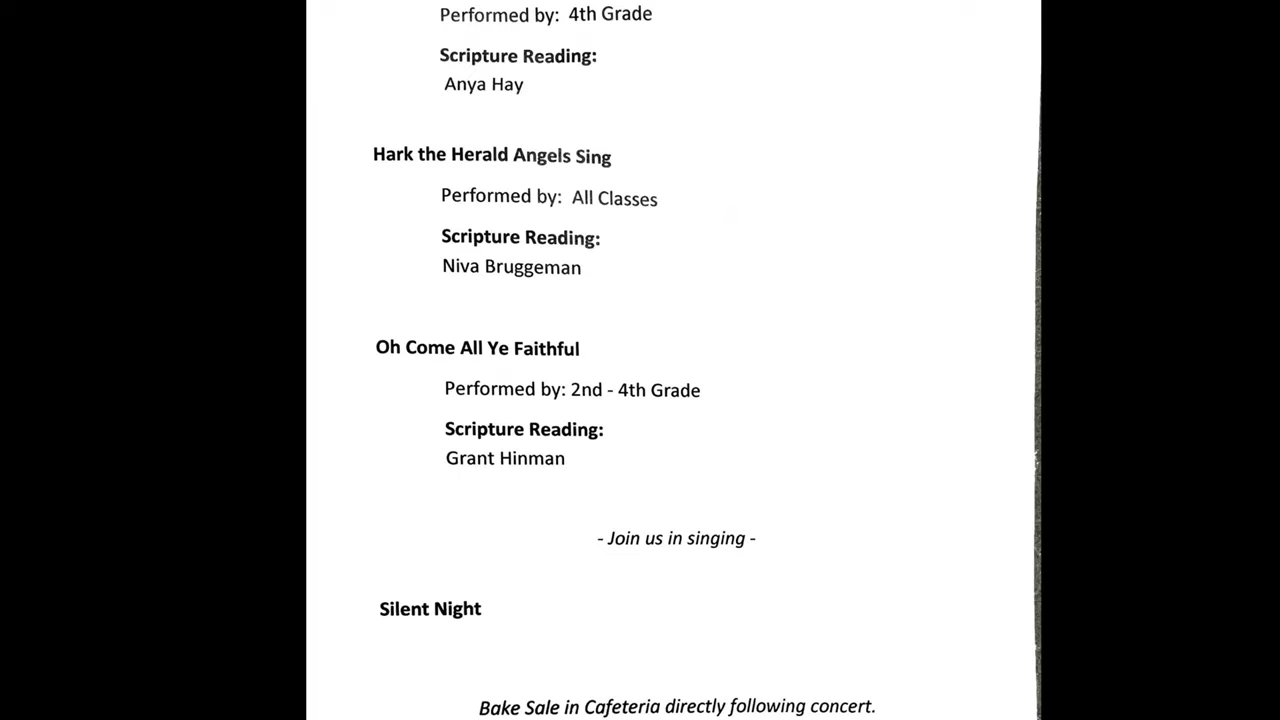 Performed by: 4th Grade
Scripture Reading:
Anya Hay
Hark the Herald Angels Sing
Performed by: All Classes
Scripture Reading:
Niva Bruggeman
Oh Come All Ye Faithful
Performed by: 2nd - 4th Grade
Scripture Reading:
Grant Hinman
- Join us in singing -
Silent Night
Bake Sale in Cafeteria directly following concert.